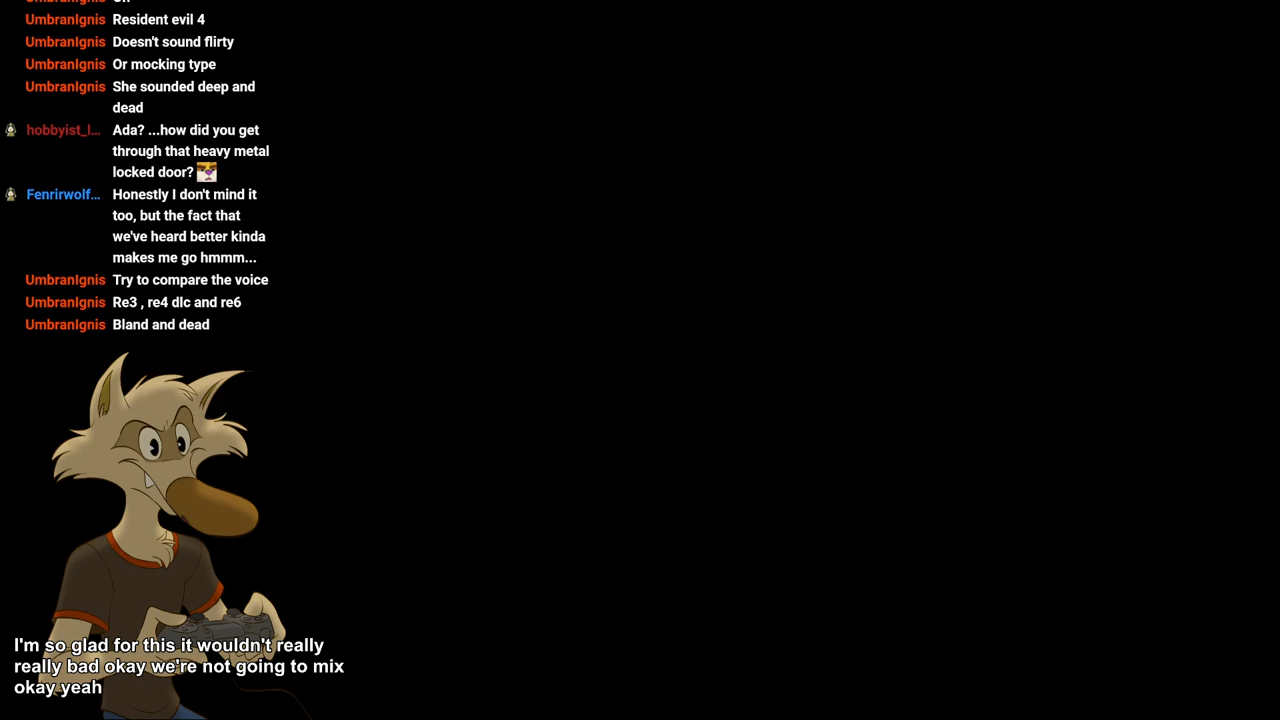 UmbranIgnis Resident evil 4
UmbranIgnis Doesn't sound flirty
UmbranIgnis Or mocking type
UmbranIgnis She sounded deep and
dead
hobbyist_l... Ada? ...how did you get
through that heavy metal
locked door?
Fenrirwolf... Honestly I don't mind it
too, but the fact that
we've heard better kinda
makes me go hmmm...
UmbranIgnis Try to compare the voice
UmbranIgnis Re3 , re4 dlc and re6
UmbranIgnis Bland and dead
I'm so glad for this it wouldn't really
really bad okay we're not going to mix
okay yeah